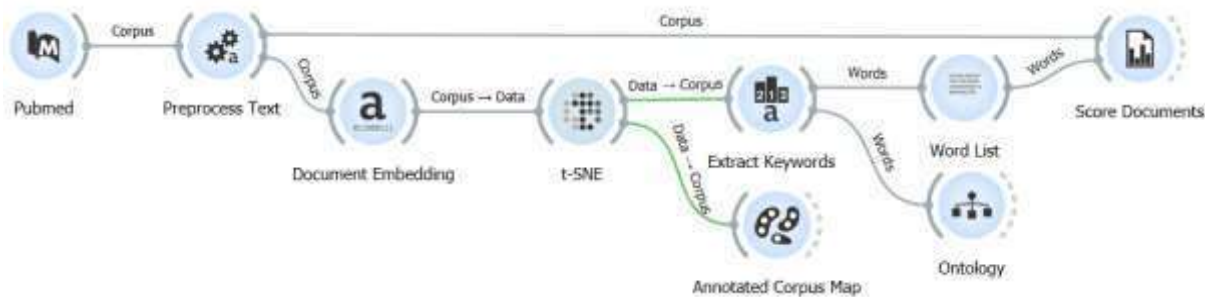 Corpus
Corpus
Pubmed
Preprocess Text
Corpus
Corpus → Data
Data → Corpus
Words
Words
Score Documents
Document Embedding
t-SNE
Extract Keywords
Word List
Data → Corpus
Words
Annotated Corpus Map
Ontology